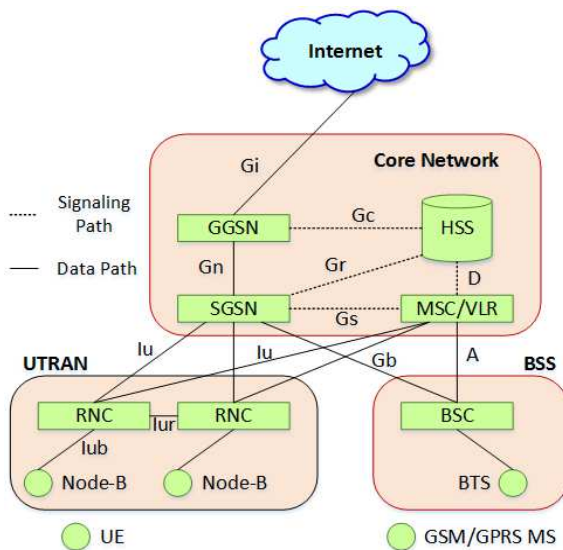 Internet
Gi
Core Network
Signaling
Path
Data Path
GGSN
Gc
HSS
Gn
Gr
D
SGSN
Gs
MSC/VLR
Iu
Iu
Gb
A
UTRAN
BSS
RNC
Iur
RNC
BSC
Iub
Node-B
Node-B
BTS
UE
GSM/GPRS MS